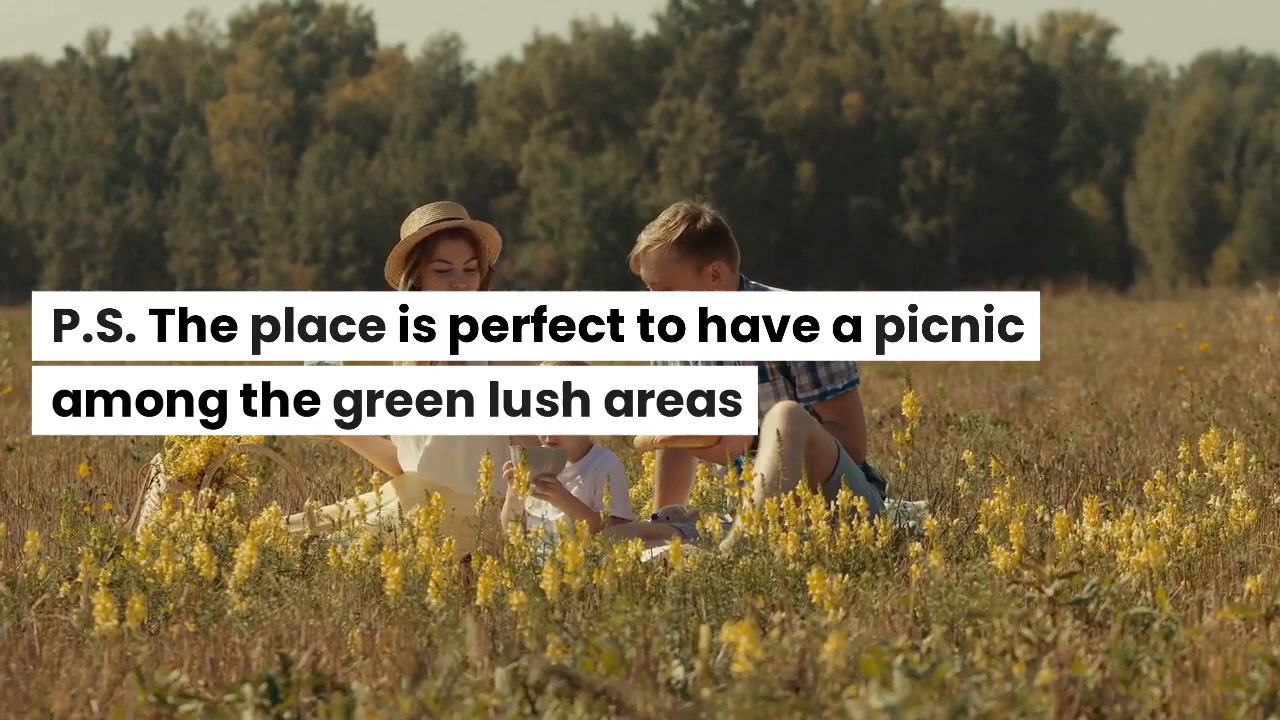 P.S. The place is perfect to have a picnic
among the green lush areas